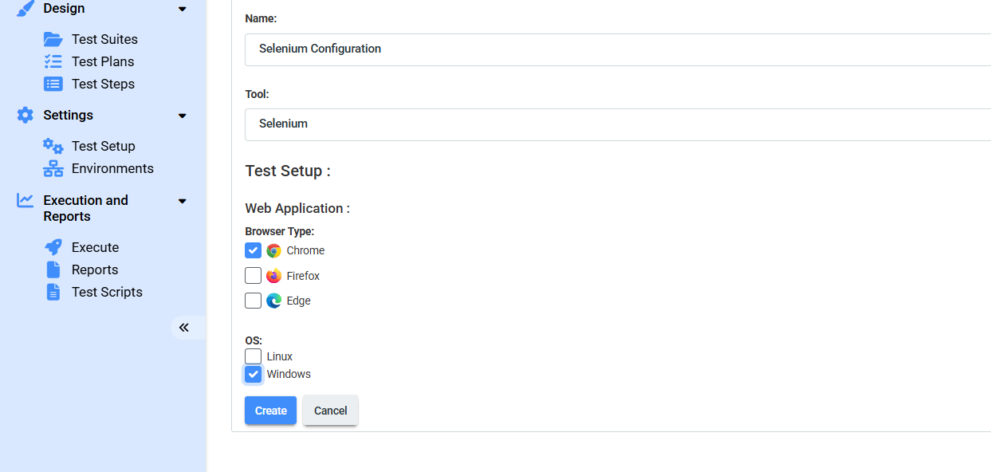 Design
Test Suites
Test Plans
Test Steps
Settings
Test Setup
Environments
Execution and
Reports
Execute
Reports
Test Scripts
Name:
Selenium Configuration
Tool:
Selenium
Test Setup :
Web Application :
Browser Type:
Chrome
Firefox
Edge
OS:
Linux
Windows
Create Cancel